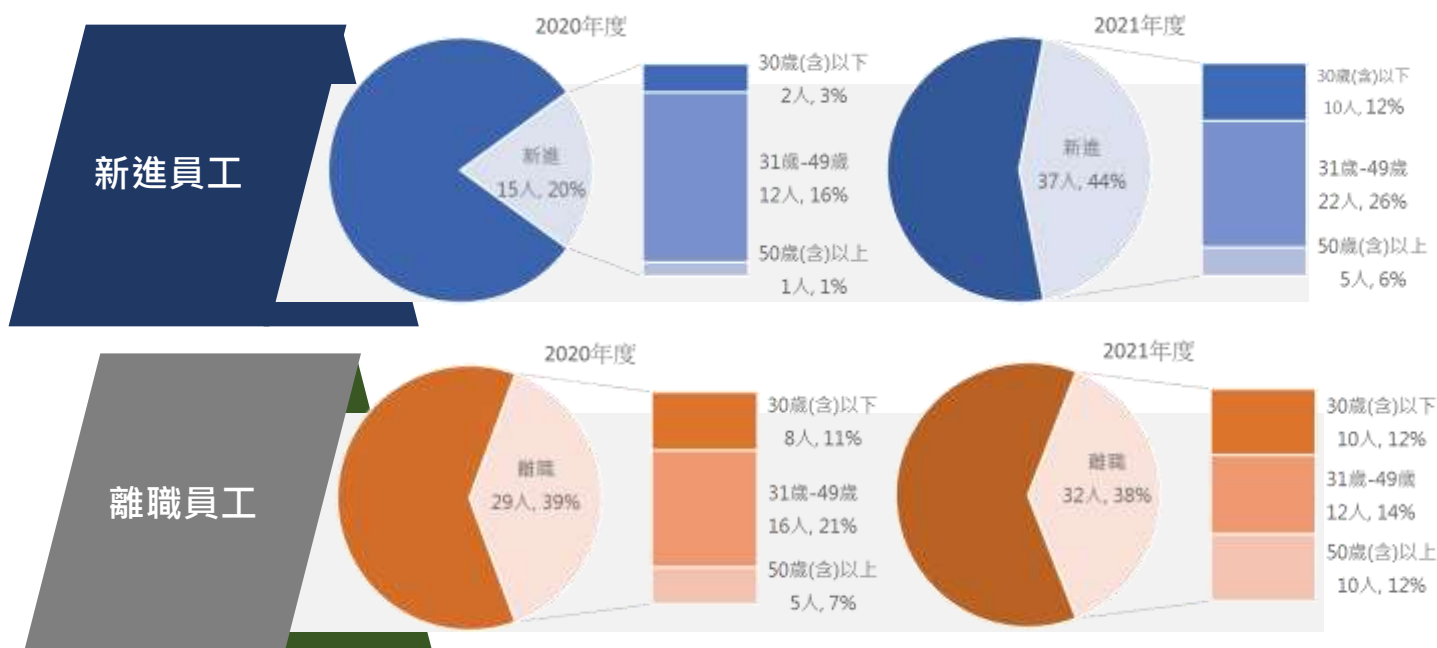 新進員工
2020年度
新進
15人, 20%
30歲(含)以下
2人, 3%
31歲-49歲
12人, 16%
50歲(含)以上
1人, 1%
2021年度
新進
37人, 44%
30歲(含)以下
10人, 12%
31歲-49歲
22人, 26%
50歲(含)以上
5人, 6%
離職員工
2020年度
離職
29人, 39%
30歲(含)以下
8人, 11%
31歲-49歲
16人, 21%
50歲(含)以上
5人, 7%
2021年度
離職
32人, 38%
30歲(含)以下
10人, 12%
31歲-49歲
12人, 14%
50歲(含)以上
10人, 12%